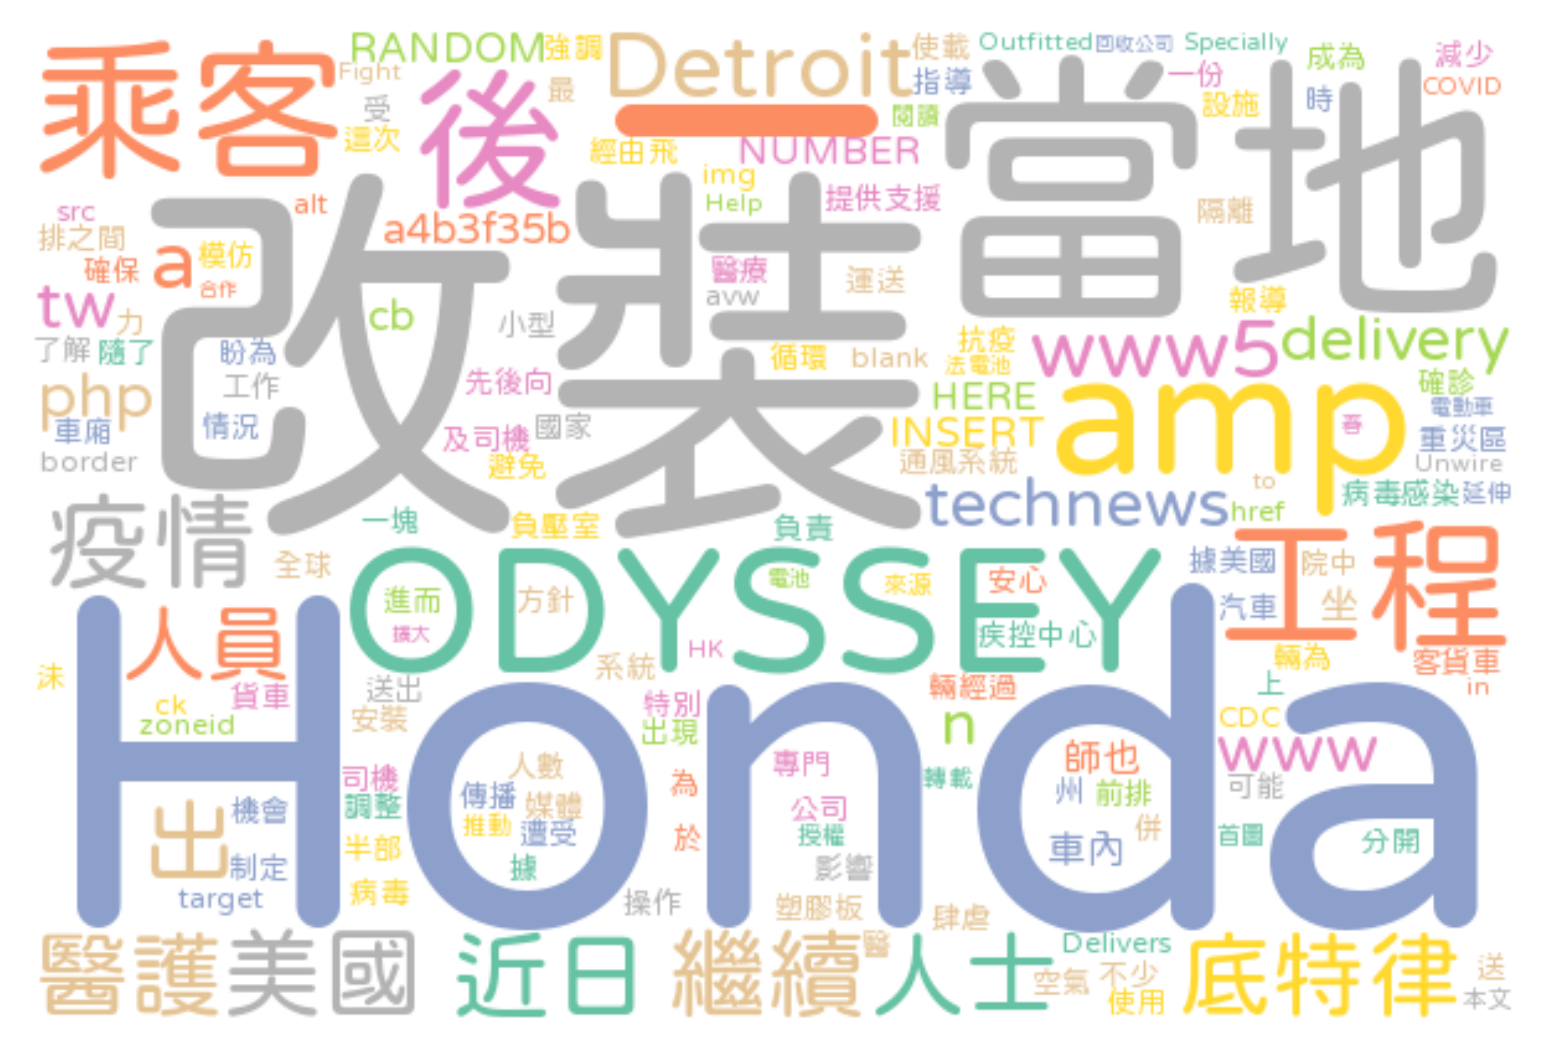 乘客 RANDOM 強調 Detroit 使載 Outfitted 回收公司 Specially 成為 減少
Fight 受 後 最 一 指導 當地 一份 時 COVID
這次 閱讀 設施
經由飛 NUMBER
src alt img Help 提供支援 隔離
排之間 a4b3f35b 改裝
確保 a 模仿 合作 醫療 運送
tw 力 cb 小型 avw 報導
了解 隨了 盼為 循環 blank 抗疫 法電池 www5 delivery
php 工作 先後向 HERE amp 確診
車廂 情況 及司機 國家 INSERT 春 電動車
border 避免 通風系統 重災區
Unwire
疫情 一塊 負壓室 負責 technews to href 病毒感染 延伸
全球 ODYSSEY 電池 來源 安心 據美國 院中 工程
進而 方針 汽車 坐
人員 擴大 HK 疾控中心
沫 系統 輛為 客貨車
ck 貨車 送出 特別 輛經過 上 in
zoneid 安裝 出現 n CDC
Honda
司機 人數 為 專門 轉載 師也 www
出 機會 調整 傳播 媒體 公司 州 前排 可能
推動 遭受 於 授權 併 首圖 分開
制定 半部 據 影響 車內
target 病毒 操作 塑膠板 肆虐
醫護 美國 近日 繼續 醫 人士 Delivers 底特律 送
空氣 不少 使用 本文